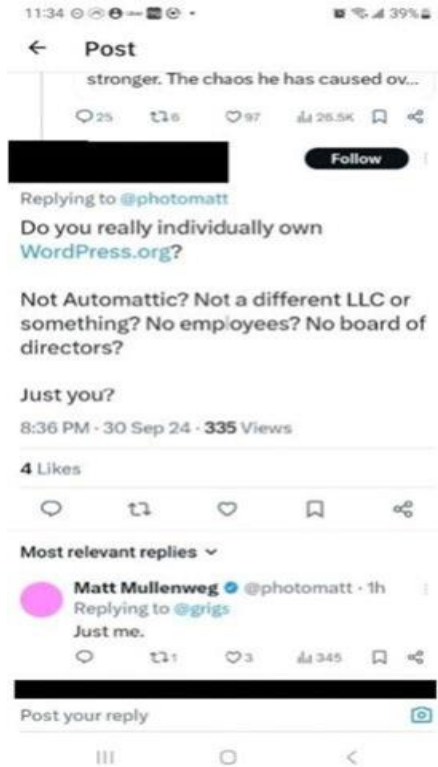 11:34
39%
Post
stronger. The chaos he has caused ov...
25 6 97 26.5K
Follow
Replying to @photomatt
Do you really individually own
WordPress.org?
Not Automattic? Not a different LLC or
something? No employees? No board of
directors?
Just you?
8:36 PM · 30 Sep 24 · 335 Views
4 Likes
Most relevant replies
Matt Mullenweg @photomatt · 1h
Replying to @grigs
Just me.
1 3 345
Post your reply